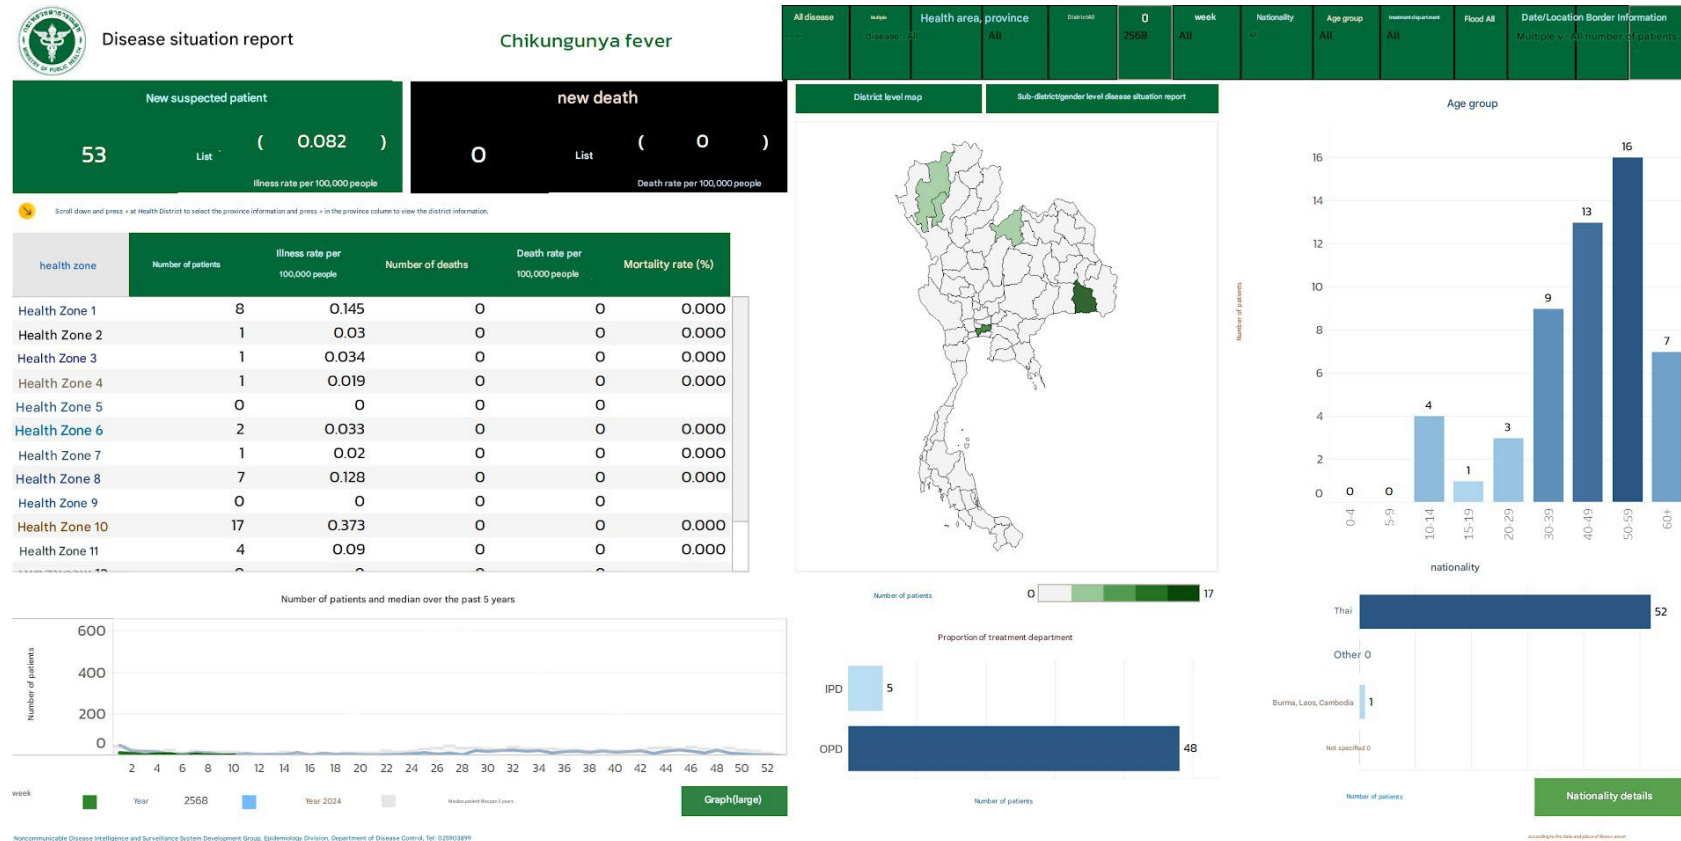 Disease situation report
Chikungunya fever
All disease
Multiple
Health area, province
District All
0
week
Nationality
Age group
treatment department
Flood All
Date/Location Border Information
disease All
All
2568
All
All
All
All
Multiple v. All number of patients
New suspected patient
53
List
( 0.082 )
Illness rate per 100,000 people
new death
0
List
( 0 )
Death rate per 100,000 people
District level map
Sub-district/gender level disease situation report
Scroll down and press + at Health District to select the province information and press + in the province column to view the district information.
health zone
Number of patients
Illness rate per
100,000 people
Number of deaths
Death rate per
100,000 people
Mortality rate (%)
Health Zone 1 8 0.145 0 0 0.000
Health Zone 2 1 0.03 0 0 0.000
Health Zone 3 1 0.034 0 0 0.000
Health Zone 4 1 0.019 0 0 0.000
Health Zone 5 0 0 0 0
Health Zone 6 2 0.033 0 0 0.000
Health Zone 7 1 0.02 0 0 0.000
Health Zone 8 7 0.128 0 0 0.000
Health Zone 9 0 0 0 0
Health Zone 10 17 0.373 0 0 0.000
Health Zone 11 4 0.09 0 0 0.000
Number of patients
0
17
Age group
Number of patients
16
14
12
10
8
6
4
2
0
0 0 4 1 3 9 13 16 7
0-4 5-9 10-14 15-19 20-29 30-39 40-49 50-59 60+
Number of patients and median over the past 5 years
Number of patients
600
400
200
0
2 4 6 8 10 12 14 16 18 20 22 24 26 28 30 32 34 36 38 40 42 44 46 48 50 52
week
Year 2568
Year 2024
Graph(large)
Proportion of treatment department
IPD 5
OPD 48
Number of patients
nationality
Thai 52
Other 0
Burma, Laos, Cambodia 1
Not specified 0
Number of patients
Nationality details
Noncommunicable Disease Intelligence and Surveillance System Development Group, Epidemiology Division, Department of Disease Control, Tel: 025903899
according to the date and place of illness onset